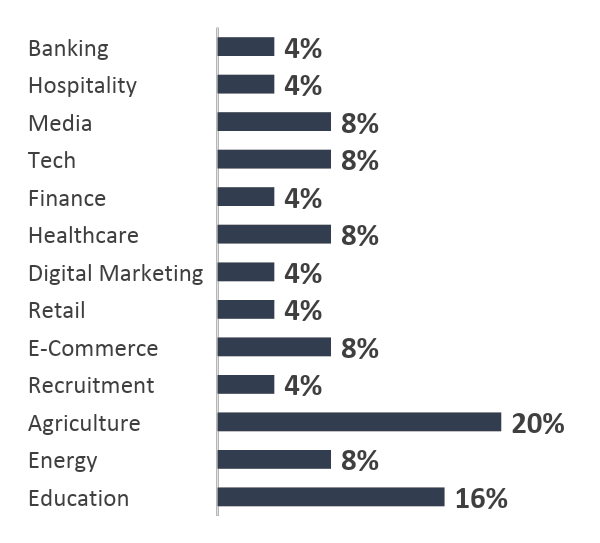 Banking 4%
Hospitality 4%
Media 8%
Tech 8%
Finance 4%
Healthcare 8%
Digital Marketing 4%
Retail 4%
E-Commerce 8%
Recruitment 4%
Agriculture 20%
Energy 8%
Education 16%